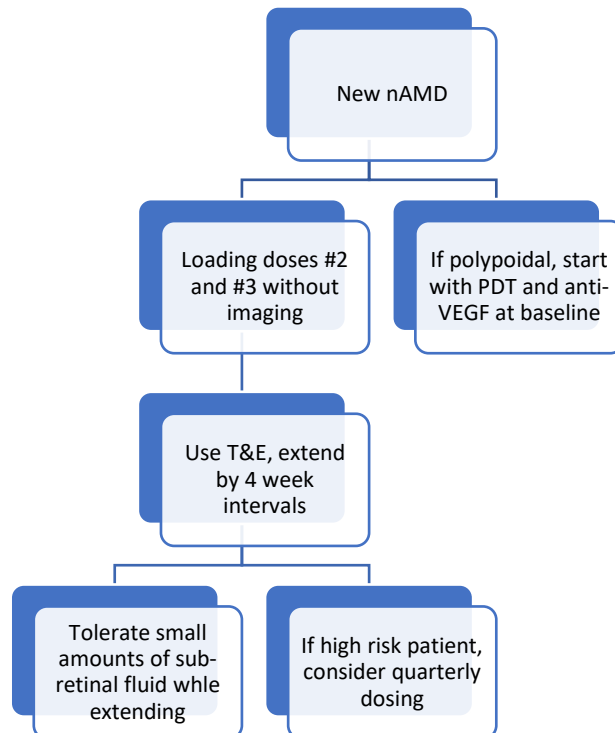 New nAMD
Loading doses #2
and #3 without
imaging
If polypoidal, start
with PDT and anti-
VEGF at baseline
Use T&E, extend
by 4 week
intervals
Tolerate small
amounts of sub-
retinal fluid whle
extending
If high risk patient,
consider quarterly
dosing